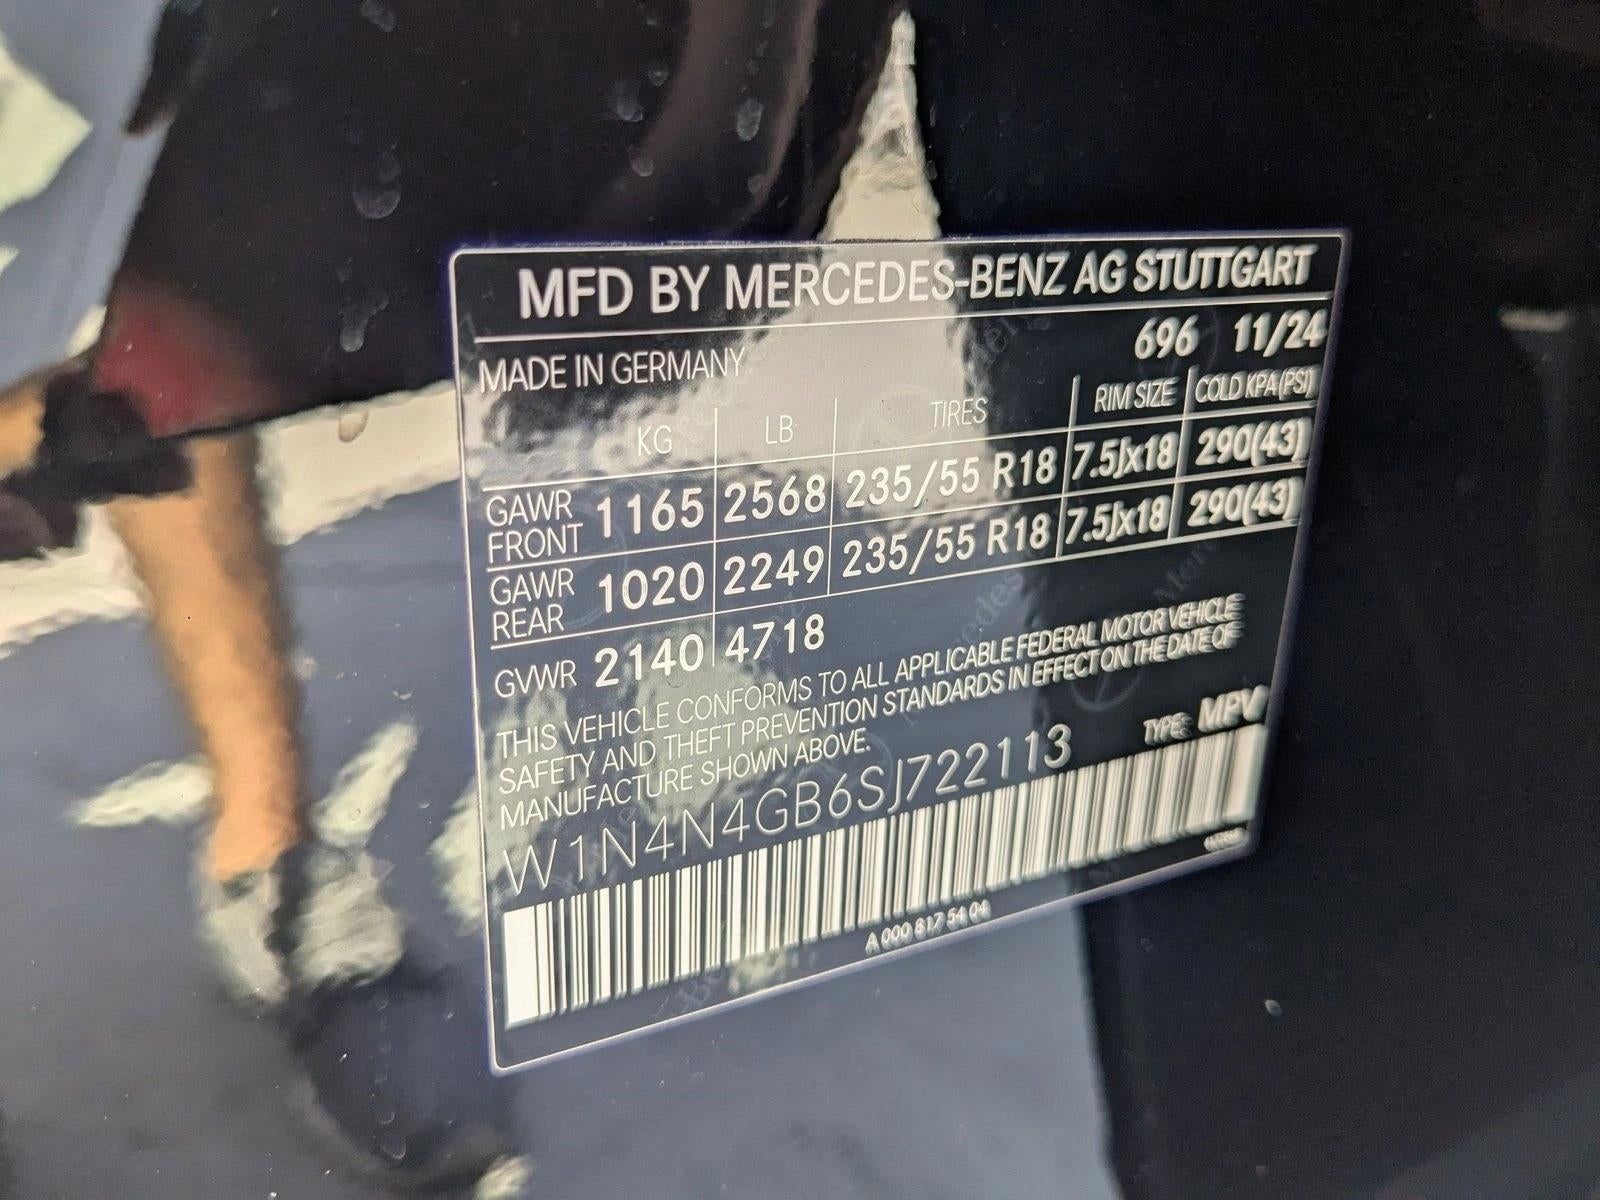 MFD BY MERCEDES-BENZ AG STUTTGART
MADE IN GERMANY 696 11/24
KG LB TIRES RIM SIZE COLD KPA(PSI)
GAWR FRONT 1165 2568 235/55 R18 7.5Jx18 290(43)
GAWR REAR 1020 2249 235/55 R18 7.5Jx18 290(43)
GVWR 2140 4718
THIS VEHICLE CONFORMS TO ALL APPLICABLE FEDERAL MOTOR VEHICLE
SAFETY AND THEFT PREVENTION STANDARDS IN EFFECT ON THE DATE OF
MANUFACTURE SHOWN ABOVE.
TYPE: MPV
W1N4N4GB6SJ722113
A 000 817 54 04